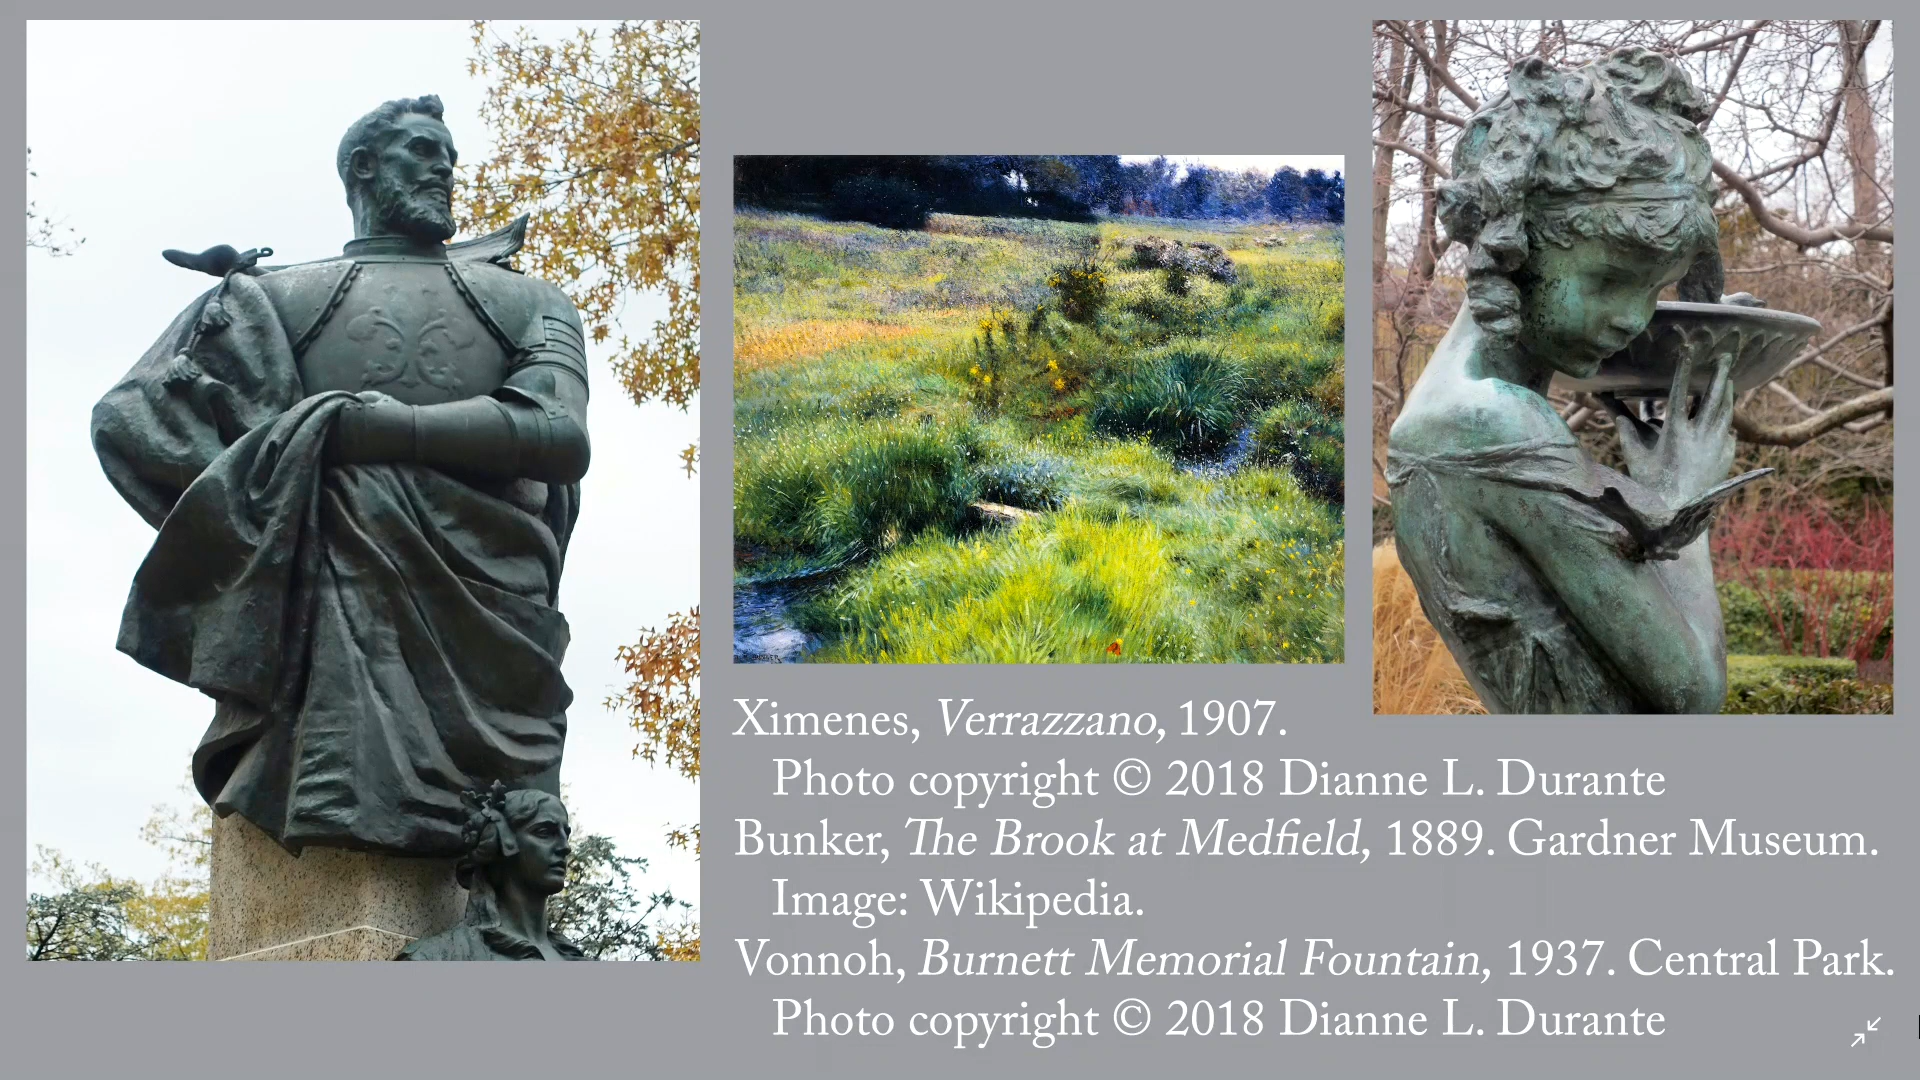 Ximenes, Verrazzano, 1907.
Photo copyright © 2018 Dianne L. Durante
Bunker, The Brook at Medfield, 1889. Gardner Museum.
Image: Wikipedia.
Vonnoh, Burnett Memorial Fountain, 1937. Central Park.
Photo copyright © 2018 Dianne L. Durante